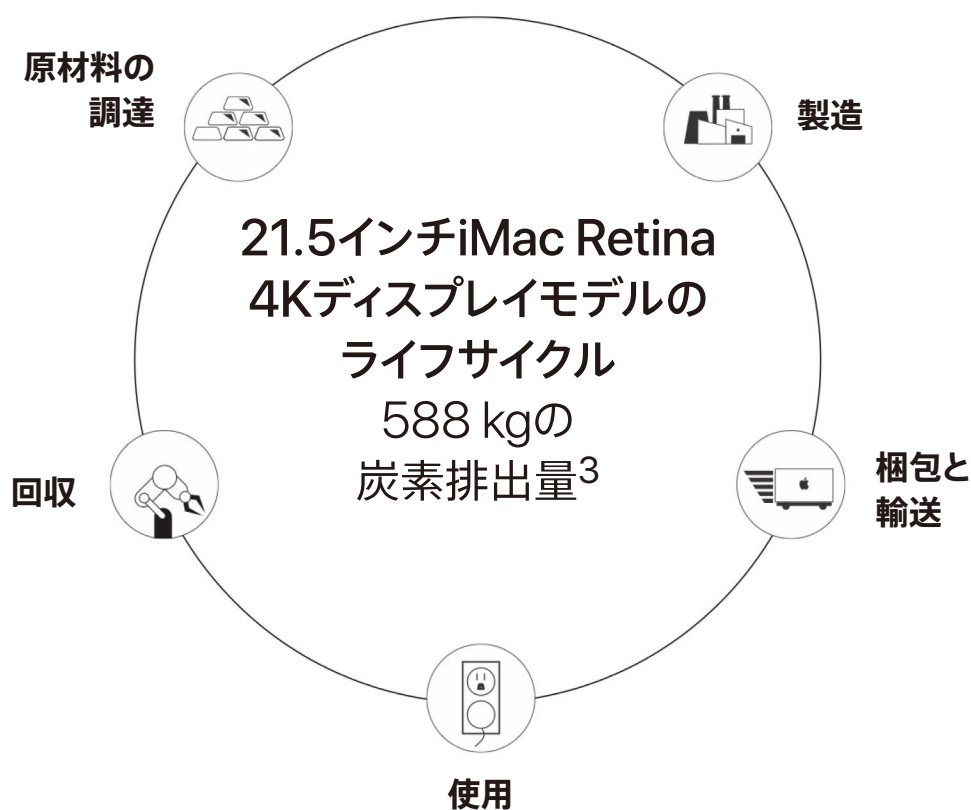 原材料の
調達
製造
21.5インチiMac Retina
4Kディスプレイモデルの
ライフサイクル
588 kgの
炭素排出量3
回収
梱包と
輸送
使用